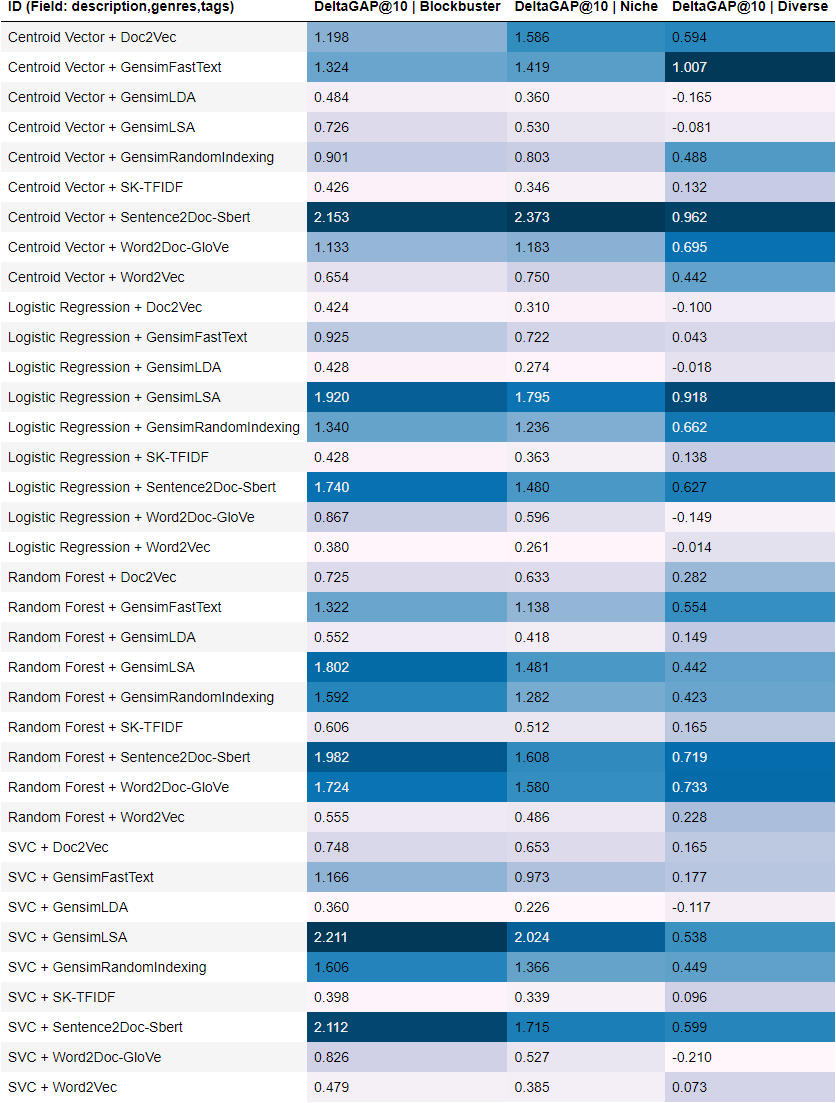 ID (Field: description,genres,tags) DeltaGAP@10 | Blockbuster DeltaGAP@10 | Niche DeltaGAP@10 | Diverse
Centroid Vector + Doc2Vec 1.198 1.586 0.594
Centroid Vector + GensimFastText 1.324 1.419 1.007
Centroid Vector + GensimLDA 0.484 0.360 -0.165
Centroid Vector + GensimLSA 0.726 0.530 -0.081
Centroid Vector + GensimRandomIndexing 0.901 0.803 0.488
Centroid Vector + SK-TFIDF 0.426 0.346 0.132
Centroid Vector + Sentence2Doc-Sbert 2.153 2.373 0.962
Centroid Vector + Word2Doc-GloVe 1.133 1.183 0.695
Centroid Vector + Word2Vec 0.654 0.750 0.442
Logistic Regression + Doc2Vec 0.424 0.310 -0.100
Logistic Regression + GensimFastText 0.925 0.722 0.043
Logistic Regression + GensimLDA 0.428 0.274 -0.018
Logistic Regression + GensimLSA 1.920 1.795 0.918
Logistic Regression + GensimRandomIndexing 1.340 1.236 0.662
Logistic Regression + SK-TFIDF 0.428 0.363 0.138
Logistic Regression + Sentence2Doc-Sbert 1.740 1.480 0.627
Logistic Regression + Word2Doc-GloVe 0.867 0.596 -0.149
Logistic Regression + Word2Vec 0.380 0.261 -0.014
Random Forest + Doc2Vec 0.725 0.633 0.282
Random Forest + GensimFastText 1.322 1.138 0.554
Random Forest + GensimLDA 0.552 0.418 0.149
Random Forest + GensimLSA 1.802 1.481 0.442
Random Forest + GensimRandomIndexing 1.592 1.282 0.423
Random Forest + SK-TFIDF 0.606 0.512 0.165
Random Forest + Sentence2Doc-Sbert 1.982 1.608 0.719
Random Forest + Word2Doc-GloVe 1.724 1.580 0.733
Random Forest + Word2Vec 0.555 0.486 0.228
SVC + Doc2Vec 0.748 0.653 0.165
SVC + GensimFastText 1.166 0.973 0.177
SVC + GensimLDA 0.360 0.226 -0.117
SVC + GensimLSA 2.211 2.024 0.538
SVC + GensimRandomIndexing 1.606 1.366 0.449
SVC + SK-TFIDF 0.398 0.339 0.096
SVC + Sentence2Doc-Sbert 2.112 1.715 0.599
SVC + Word2Doc-GloVe 0.826 0.527 -0.210
SVC + Word2Vec 0.479 0.385 0.073